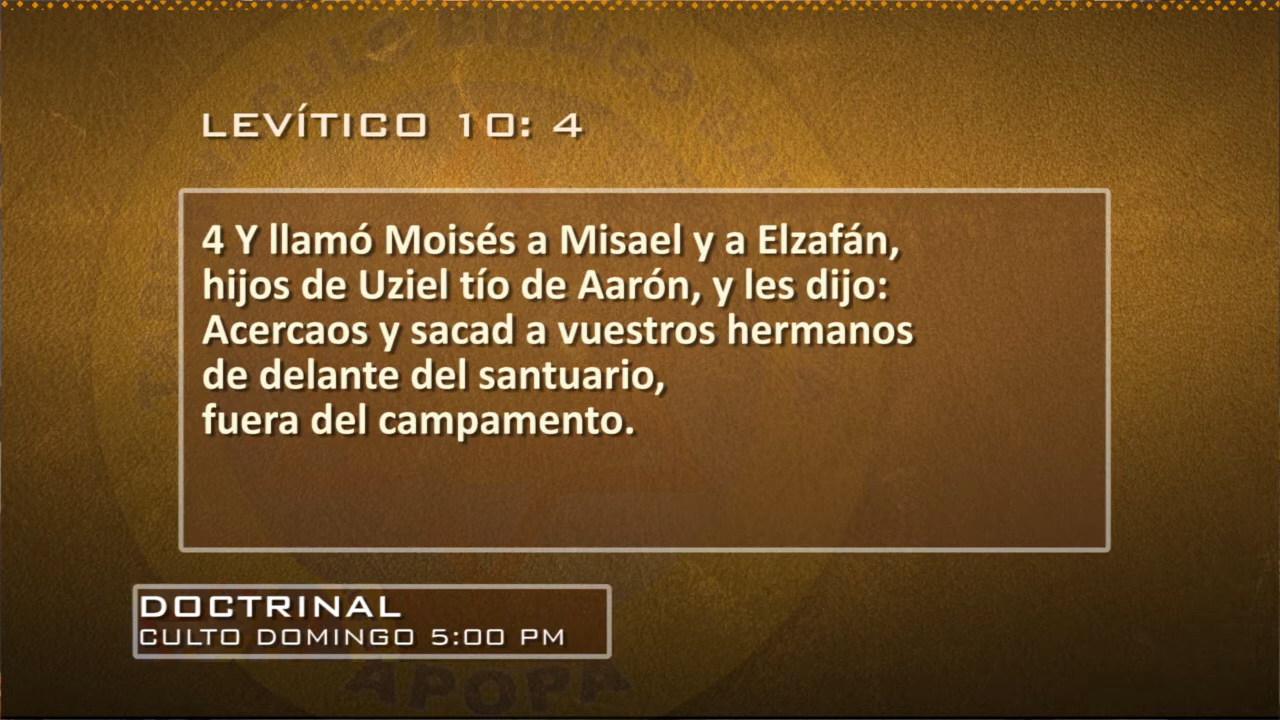 LEVÍTICO 10: 4
4 Y llamó Moisés a Misael y a Elzafán,
hijos de Uziel tío de Aarón, y les dijo:
Acercaos y sacad a vuestros hermanos
de delante del santuario,
fuera del campamento.
DOCTRINAL
CULTO DOMINGO 5:00 PM
APOPA